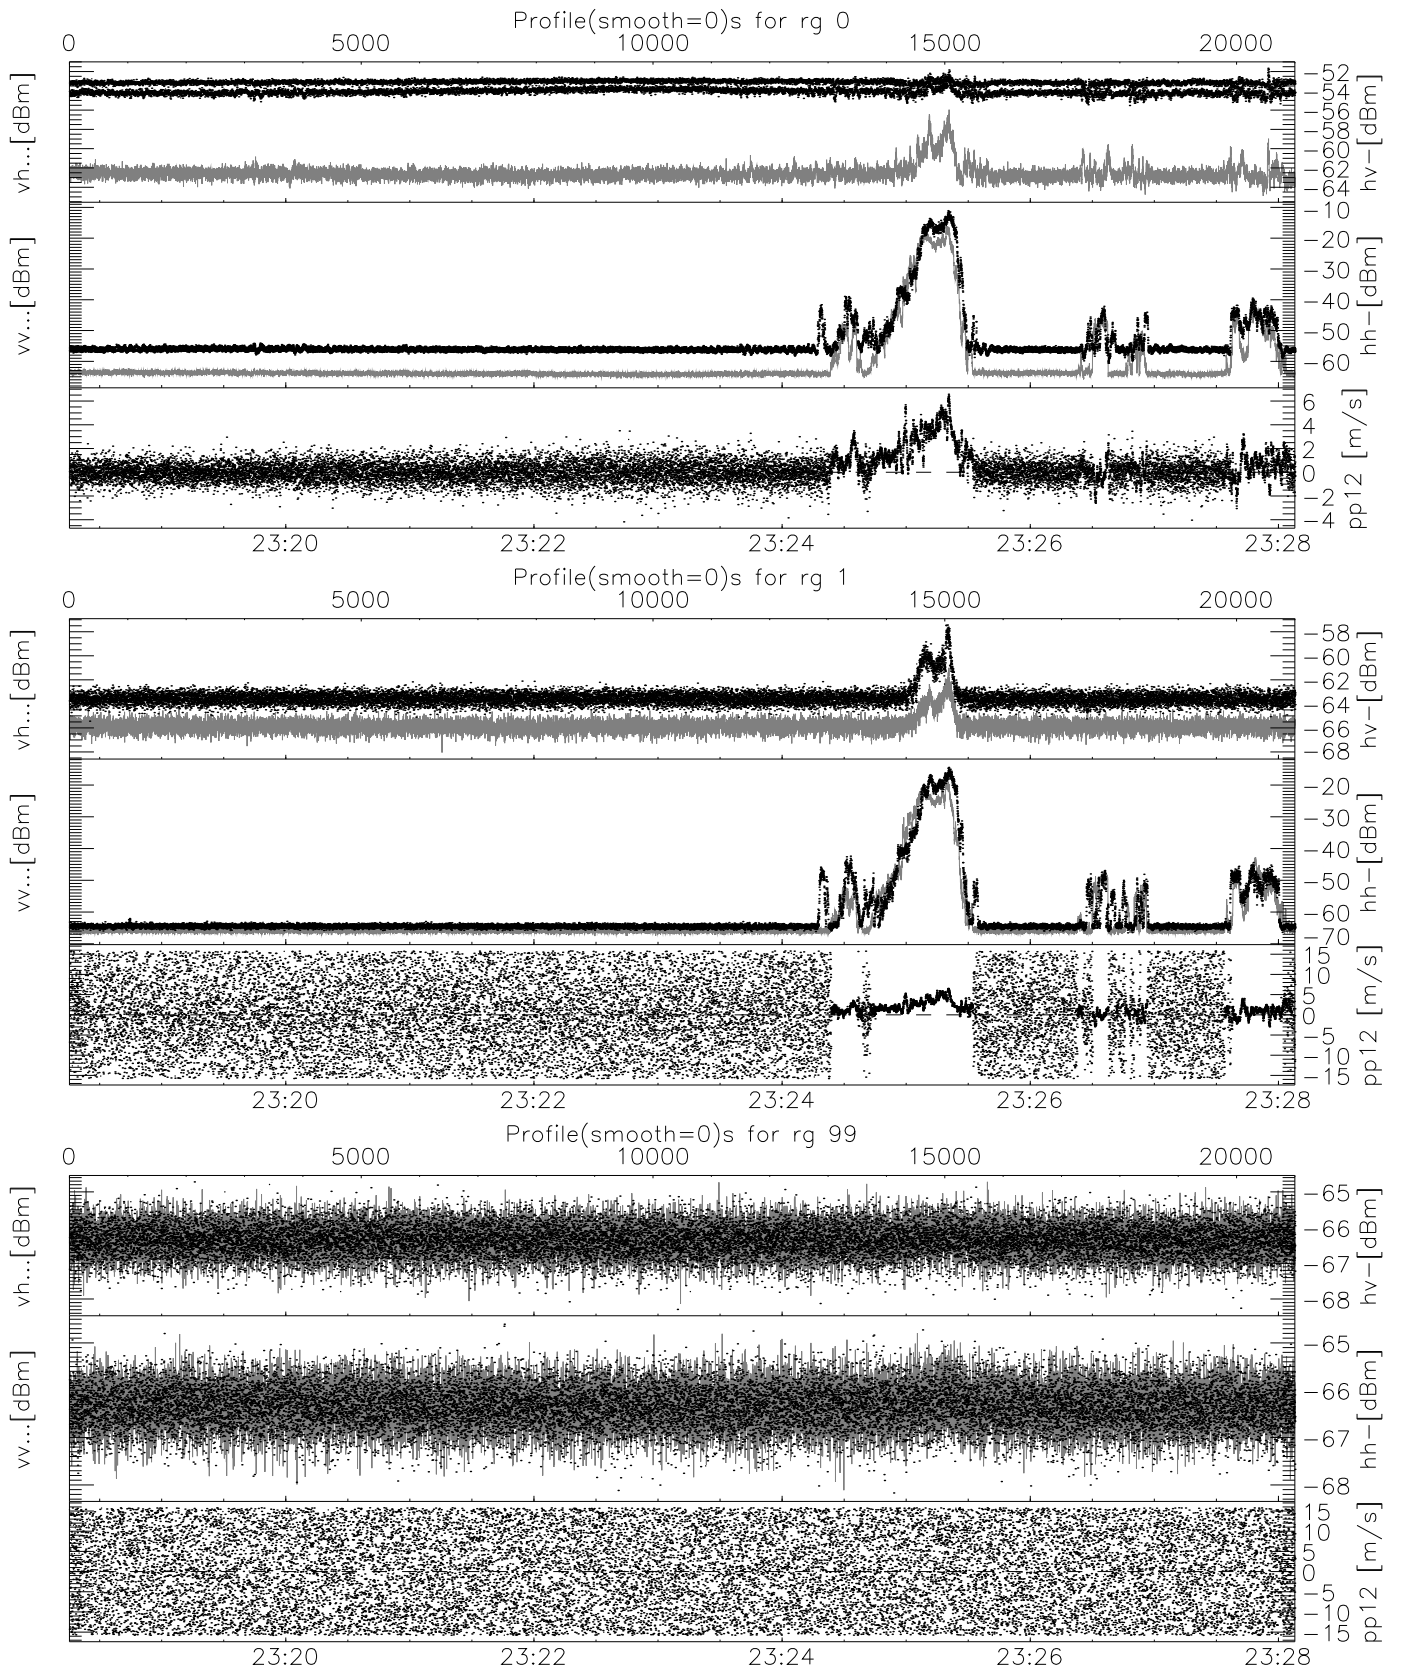 Profile(smooth=0)s for rg 0
0 5000 10000 15000 20000
vh...[dBm]
-52
-54
-56
-58
-60
-62
-64
hv-[dBm]
vv...[dBm]
-10
-20
-30
-40
-50
-60
hh-[dBm]
6
4
2
0
-2
-4
pp12 [m/s]
23:20 23:22 23:24 23:26 23:28
Profile(smooth=0)s for rg 1
0 5000 10000 15000 20000
vh...[dBm]
-58
-60
-62
-64
-66
-68
hv-[dBm]
vv...[dBm]
-20
-30
-40
-50
-60
-70
hh-[dBm]
15
10
5
0
-5
-10
-15
pp12 [m/s]
23:20 23:22 23:24 23:26 23:28
Profile(smooth=0)s for rg 99
0 5000 10000 15000 20000
vh...[dBm]
-65
-66
-67
-68
hv-[dBm]
vv...[dBm]
-65
-66
-67
-68
hh-[dBm]
15
10
5
0
-5
-10
-15
pp12 [m/s]
23:20 23:22 23:24 23:26 23:28